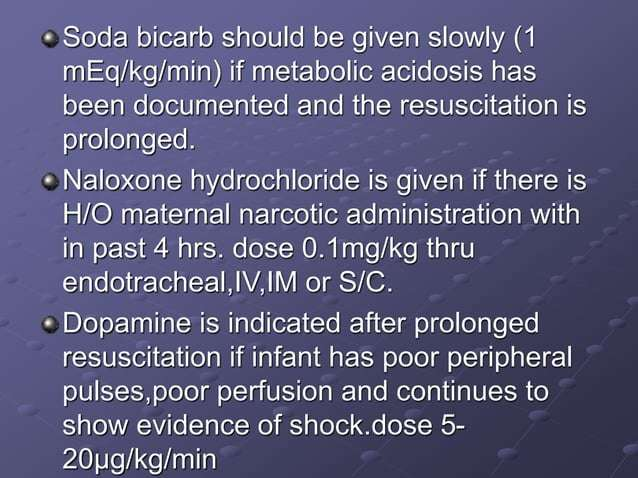 Soda bicarb should be given slowly (1
mEq/kg/min) if metabolic acidosis has
been documented and the resuscitation is
prolonged.
Naloxone hydrochloride is given if there is
H/O maternal narcotic administration with
in past 4 hrs. dose 0.1mg/kg thru
endotracheal,IV,IM or S/C.
Dopamine is indicated after prolonged
resuscitation if infant has poor peripheral
pulses,poor perfusion and continues to
show evidence of shock.dose 5-
20µg/kg/min